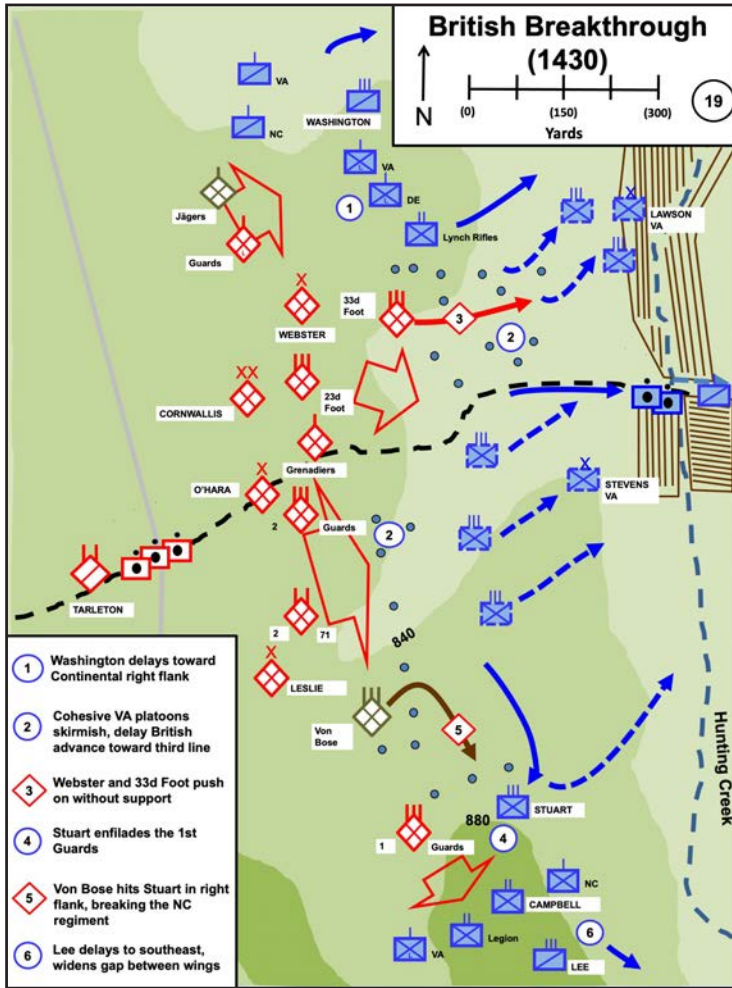 British Breakthrough
(1430)
N
(0)
(150)
(300)
Yards
19
VA
NC
WASHINGTON
VA
DE
1
Lynch Rifles
LAWSON
VA
Jägers
Guards
WEBSTER
33d
Foot
3
2
CORNWALLIS
23d
Foot
Grenadiers
O'HARA
2
Guards
2
STEVENS
VA
TARLETON
2
71
840
LESLIE
Von
Bose
5
STUART
880
4
1
Guards
NC
CAMPBELL
Legion
VA
6
LEE
Hunting Creek
1 Washington delays toward
Continental right flank
2 Cohesive VA platoons
skirmish, delay British
advance toward third line
3 Webster and 33d Foot push
on without support
4 Stuart enfilades the 1st
Guards
5 Von Bose hits Stuart in right
flank, breaking the NC
regiment
6 Lee delays to southeast,
widens gap between wings